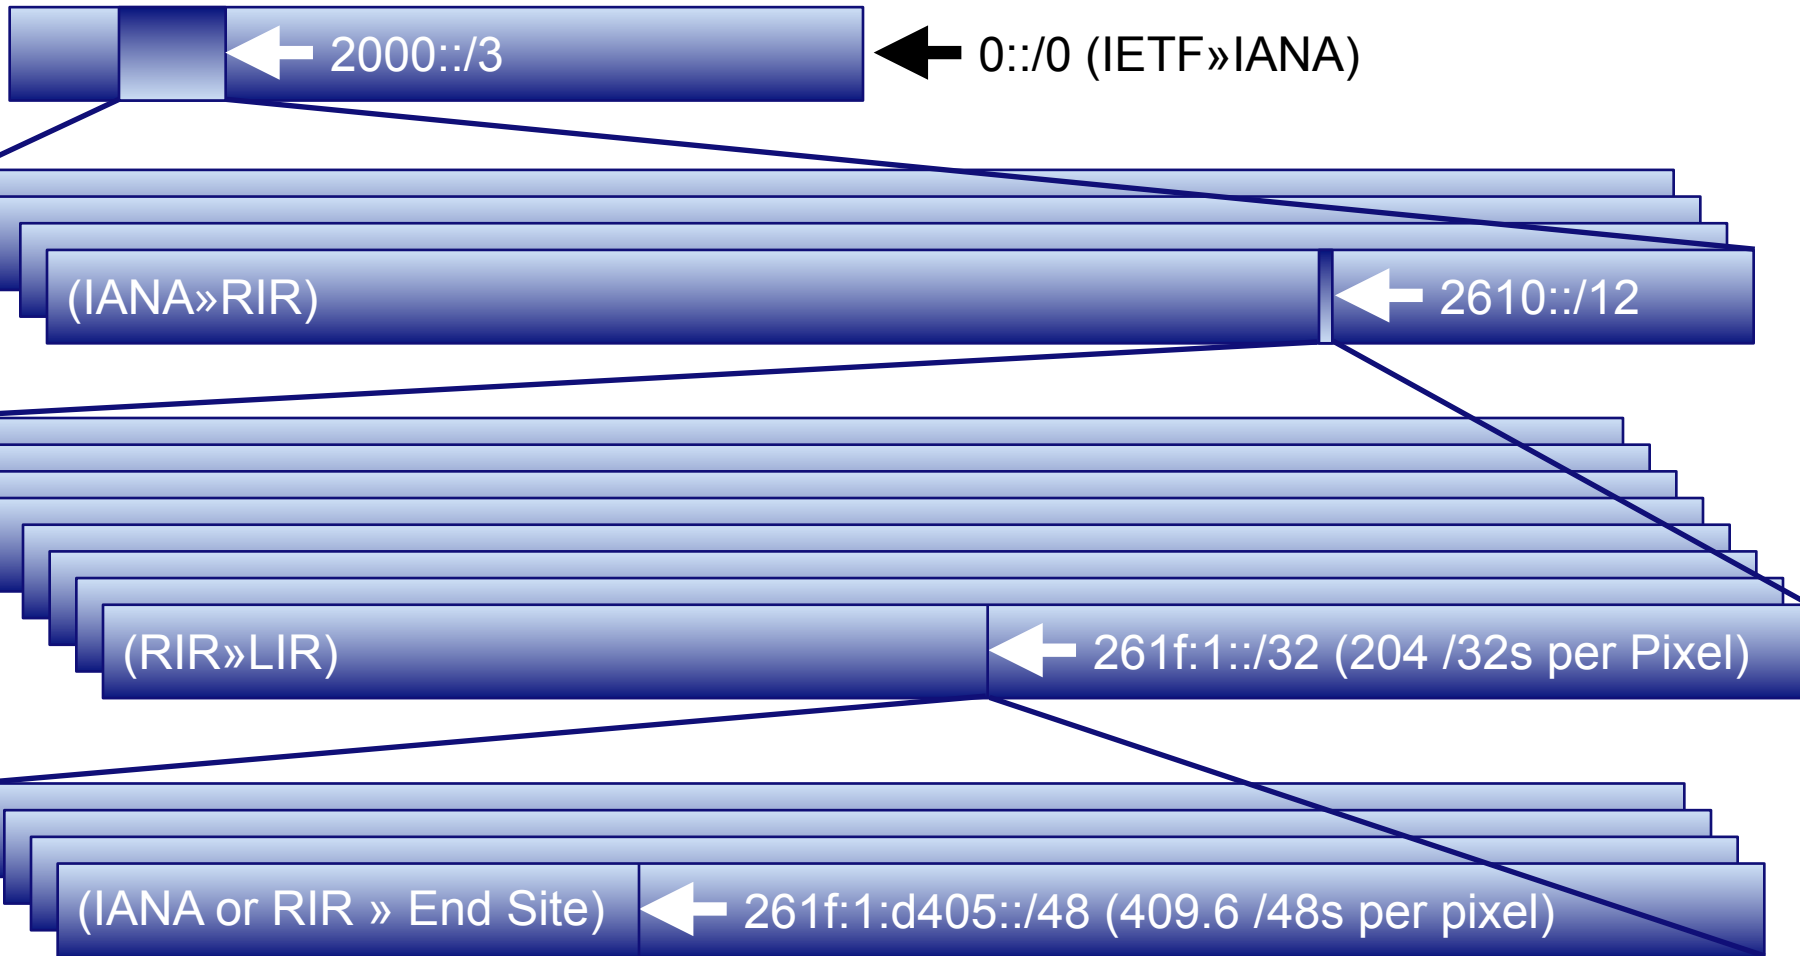 2000::/3
0::/0 (IETF»IANA)
(IANA»RIR)
2610::/12
(RIR»LIR)
261f:1::/32 (204 /32s per Pixel)
(IANA or RIR » End Site)
261f:1:d405::/48 (409.6 /48s per pixel)